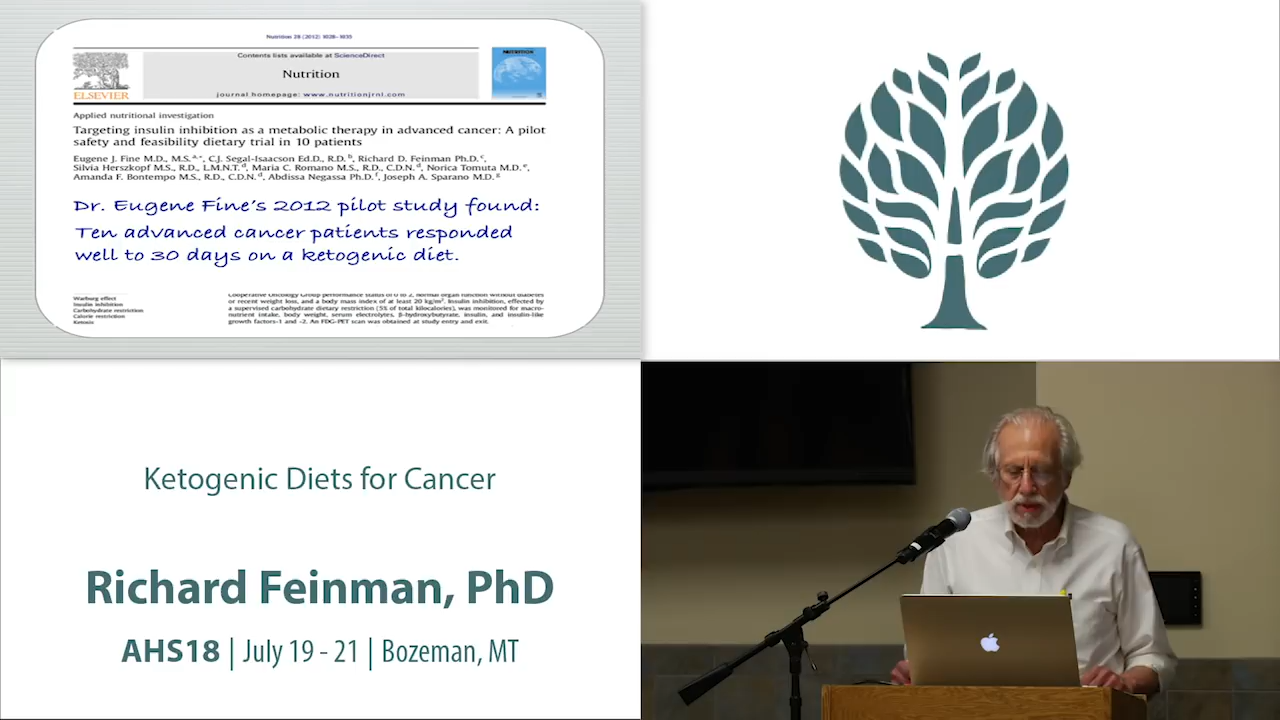 Nutrition 28 (2012) 1028–1035
Contents lists available at ScienceDirect
Nutrition
journal homepage: www.nutritionjrnl.com
ELSEVIER
NUTRITION
Applied nutritional investigation
Targeting insulin inhibition as a metabolic therapy in advanced cancer: A pilot
safety and feasibility dietary trial in 10 patients
Eugene J. Fine M.D., M.S. a,*, C.J. Segal-Isaacson Ed.D., R.D. b, Richard D. Feinman Ph.D. c,
Silvia Herszkopf M.S., R.D., L.M.N.T. d, Maria C. Romano M.S., R.D., C.D.N. d, Norica Tomuta M.D. e,
Amanda F. Bontempo M.S., R.D., C.D.N. d, Abdissa Negassa Ph.D. f, Joseph A. Sparano M.D. g
Dr. Eugene Fine's 2012 pilot study found:
Ten advanced cancer patients responded
well to 30 days on a ketogenic diet.
Warburg effect
Insulin inhibition
Carbohydrate restriction
Calorie restriction
Ketosis
Cooperative Oncology Group performance status of 0 to 2, normal organ function without diabetes
or recent weight loss, and a body mass index of at least 20 kg/m². Insulin inhibition, effected by
a supervised carbohydrate dietary restriction (5% of total kilocalories), was monitored for macro-
nutrient intake, body weight, serum electrolytes, β-hydroxybutyrate, insulin, and insulin-like
growth factors-1 and -2. An FDG-PET scan was obtained at study entry and exit.
Ketogenic Diets for Cancer
Richard Feinman, PhD
AHS18 | July 19 - 21 | Bozeman, MT